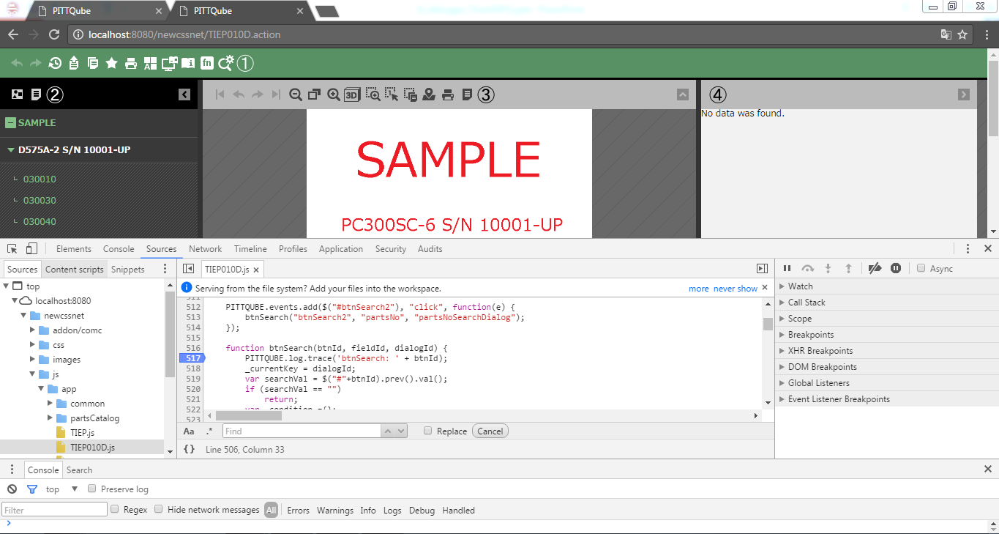 PITTQube
PITTQube
localhost:8080/newcssnet/TIEP010D.action
fn
①
②
3D
③
④
SAMPLE
D575A-2 S/N 10001-UP
030010
030030
030040
SAMPLE
PC300SC-6 S/N 10001-UP
No data was found.
Elements Console Sources Network Timeline Profiles Application Security Audits
Sources Content scripts Snippets
top
localhost:8080
newcssnet
addon/comc
css
images
js
app
common
partsCatalog
TIEP.js
TIEP010D.js
TIEP010D.js
Serving from the file system? Add your files into the workspace. more never show
511
512 PITTQUBE.events.add($("#btnSearch2"), "click", function(e) {
513 btnSearch("btnSearch2", "partsNo", "partsNoSearchDialog");
514 });
515
516 function btnSearch(btnId, fieldId, dialogId) {
517 PITTQUBE.log.trace('btnSearch: ' + btnId);
518 _currentKey = dialogId;
519 var searchVal = $("#"+btnId).prev().val();
520 if (searchVal == "")
521 return;
522 var _condition ={};
523
Aa .* Find Replace Cancel
{} Line 506, Column 33
Async
Watch
Call Stack
Scope
Breakpoints
XHR Breakpoints
DOM Breakpoints
Global Listeners
Event Listener Breakpoints
Console Search
top Preserve log
Filter Regex Hide network messages All Errors Warnings Info Logs Debug Handled